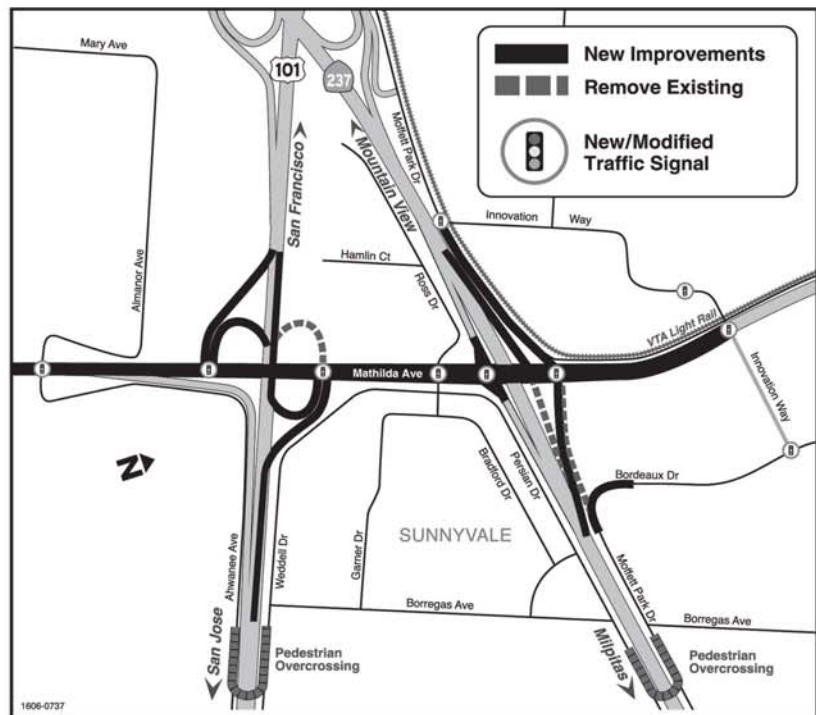 Mary Ave
101
237
Moffett Park Dr
New Improvements
Remove Existing
New/Modified
Traffic Signal
San Francisco
Mountain View
Innovation Way
Almanor Ave
Hamlin Ct
Ross Dr
VTA Light Rail
Mathilda Ave
Innovation Way
N
Bordeaux Dr
Persian Dr
Bradford Dr
SUNNYVALE
Garner Dr
Weddell Dr
Ahwanee Ave
Moffett Park Dr
Borregas Ave
Borregas Ave
San Jose
Pedestrian
Overcrossing
Milpitas
Pedestrian
Overcrossing
1606-0737